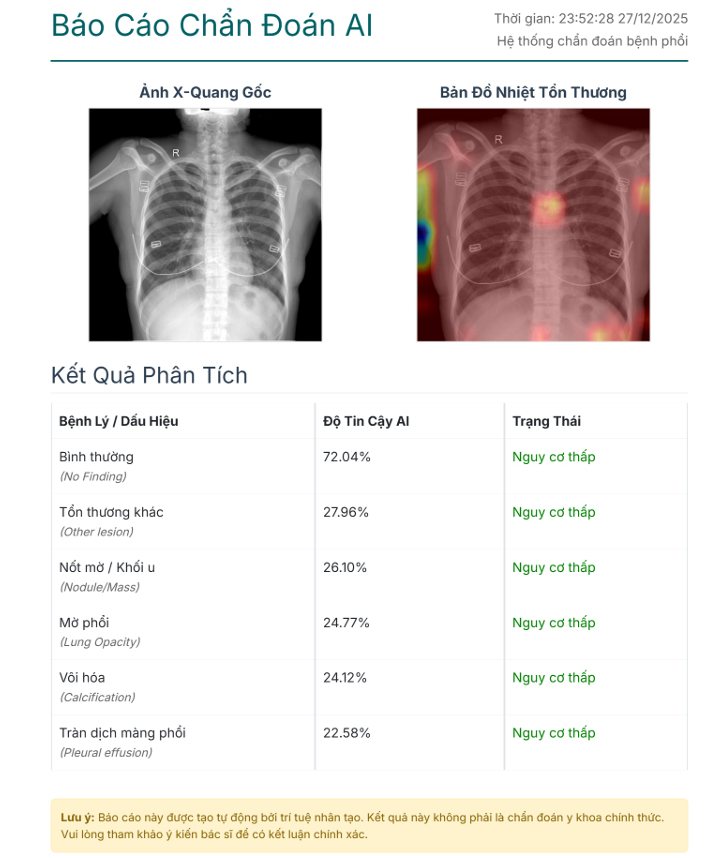 Báo Cáo Chẩn Đoán AI
Thời gian: 23:52:28 27/12/2025
Hệ thống chẩn đoán bệnh phổi
Ảnh X-Quang Gốc
Bản Đồ Nhiệt Tổn Thương
R
R
Kết Quả Phân Tích
Bệnh Lý / Dấu Hiệu Độ Tin Cậy AI Trạng Thái
Bình thường 72.04% Nguy cơ thấp
(No Finding)
Tổn thương khác 27.96% Nguy cơ thấp
(Other lesion)
Nốt mờ / Khối u 26.10% Nguy cơ thấp
(Nodule/Mass)
Mờ phổi 24.77% Nguy cơ thấp
(Lung Opacity)
Vôi hóa 24.12% Nguy cơ thấp
(Calcification)
Tràn dịch màng phổi 22.58% Nguy cơ thấp
(Pleural effusion)
Lưu ý: Báo cáo này được tạo tự động bởi trí tuệ nhân tạo. Kết quả này không phải là chẩn đoán y khoa chính thức.
Vui lòng tham khảo ý kiến bác sĩ để có kết luận chính xác.